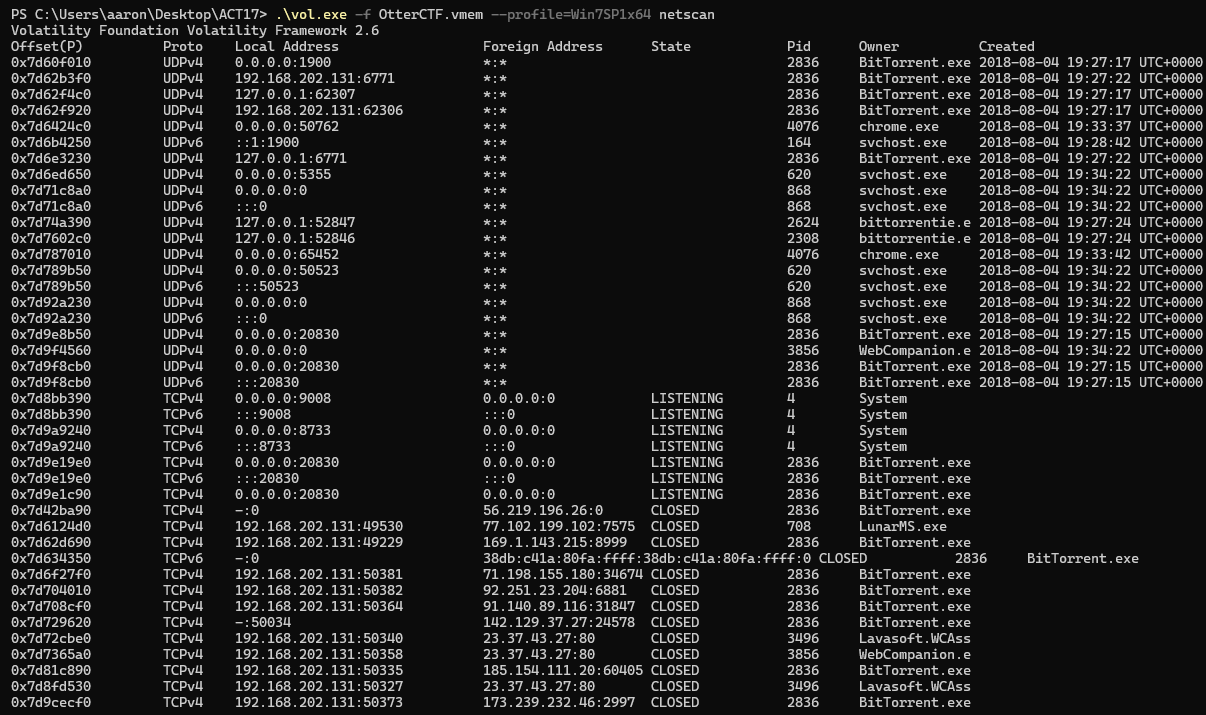 PS C:\Users\aaron\Desktop\ACT17> .\vol.exe -f OtterCTF.vmem --profile=Win7SP1x64 netscan
Volatility Foundation Volatility Framework 2.6
Offset(P) Proto Local Address Foreign Address State Pid Owner Created
0x7d60f010 UDPv4 0.0.0.0:1900 *:* 2836 BitTorrent.exe 2018-08-04 19:27:17 UTC+0000
0x7d62b3f0 UDPv4 192.168.202.131:6771 *:* 2836 BitTorrent.exe 2018-08-04 19:27:22 UTC+0000
0x7d62f4c0 UDPv4 127.0.0.1:62307 *:* 2836 BitTorrent.exe 2018-08-04 19:27:17 UTC+0000
0x7d62f920 UDPv4 192.168.202.131:62306 *:* 2836 BitTorrent.exe 2018-08-04 19:27:17 UTC+0000
0x7d6424c0 UDPv4 0.0.0.0:50762 *:* 4076 chrome.exe 2018-08-04 19:33:37 UTC+0000
0x7d6b4250 UDPv6 ::1:1900 *:* 164 svchost.exe 2018-08-04 19:28:42 UTC+0000
0x7d6e3230 UDPv4 127.0.0.1:6771 *:* 2836 BitTorrent.exe 2018-08-04 19:27:22 UTC+0000
0x7d6ed650 UDPv4 0.0.0.0:5355 *:* 620 svchost.exe 2018-08-04 19:34:22 UTC+0000
0x7d71c8a0 UDPv4 0.0.0.0:0 *:* 868 svchost.exe 2018-08-04 19:34:22 UTC+0000
0x7d71c8a0 UDPv6 :::0 *:* 868 svchost.exe 2018-08-04 19:34:22 UTC+0000
0x7d74a390 UDPv4 127.0.0.1:52847 *:* 2624 bittorrentie.e 2018-08-04 19:27:24 UTC+0000
0x7d7602c0 UDPv4 127.0.0.1:52846 *:* 2308 bittorrentie.e 2018-08-04 19:27:24 UTC+0000
0x7d787010 UDPv4 0.0.0.0:65452 *:* 4076 chrome.exe 2018-08-04 19:33:42 UTC+0000
0x7d789b50 UDPv4 0.0.0.0:50523 *:* 620 svchost.exe 2018-08-04 19:34:22 UTC+0000
0x7d789b50 UDPv6 :::50523 *:* 620 svchost.exe 2018-08-04 19:34:22 UTC+0000
0x7d92a230 UDPv4 0.0.0.0:0 *:* 868 svchost.exe 2018-08-04 19:34:22 UTC+0000
0x7d92a230 UDPv6 :::0 *:* 868 svchost.exe 2018-08-04 19:34:22 UTC+0000
0x7d9e8b50 UDPv4 0.0.0.0:20830 *:* 2836 BitTorrent.exe 2018-08-04 19:27:15 UTC+0000
0x7d9f4560 UDPv4 0.0.0.0:0 *:* 3856 WebCompanion.e 2018-08-04 19:34:22 UTC+0000
0x7d9f8cb0 UDPv4 0.0.0.0:20830 *:* 2836 BitTorrent.exe 2018-08-04 19:27:15 UTC+0000
0x7d9f8cb0 UDPv6 :::20830 *:* 2836 BitTorrent.exe 2018-08-04 19:27:15 UTC+0000
0x7d8bb390 TCPv4 0.0.0.0:9008 0.0.0.0:0 LISTENING 4 System
0x7d8bb390 TCPv6 :::9008 :::0 LISTENING 4 System
0x7d9a9240 TCPv4 0.0.0.0:8733 0.0.0.0:0 LISTENING 4 System
0x7d9a9240 TCPv6 :::8733 :::0 LISTENING 4 System
0x7d9e19e0 TCPv4 0.0.0.0:20830 0.0.0.0:0 LISTENING 2836 BitTorrent.exe
0x7d9e19e0 TCPv6 :::20830 :::0 LISTENING 2836 BitTorrent.exe
0x7d9e1c90 TCPv4 0.0.0.0:20830 0.0.0.0:0 LISTENING 2836 BitTorrent.exe
0x7d42ba90 TCPv4 -:0 56.219.196.26:0 CLOSED 2836 BitTorrent.exe
0x7d6124d0 TCPv4 192.168.202.131:49530 77.102.199.102:7575 CLOSED 708 LunarMS.exe
0x7d62d690 TCPv4 192.168.202.131:49229 169.1.143.215:8999 CLOSED 2836 BitTorrent.exe
0x7d634350 TCPv6 -:0 38db:c41a:80fa:ffff:38db:c41a:80fa:ffff:0 CLOSED 2836 BitTorrent.exe
0x7d6f27f0 TCPv4 192.168.202.131:50381 71.198.155.180:34674 CLOSED 2836 BitTorrent.exe
0x7d704010 TCPv4 192.168.202.131:50382 92.251.23.204:6881 CLOSED 2836 BitTorrent.exe
0x7d708cf0 TCPv4 192.168.202.131:50364 91.140.89.116:31847 CLOSED 2836 BitTorrent.exe
0x7d729620 TCPv4 -:50034 142.129.37.27:24578 CLOSED 2836 BitTorrent.exe
0x7d72cbe0 TCPv4 192.168.202.131:50340 23.37.43.27:80 CLOSED 3496 Lavasoft.WCAss
0x7d7365a0 TCPv4 192.168.202.131:50358 23.37.43.27:80 CLOSED 3856 WebCompanion.e
0x7d81c890 TCPv4 192.168.202.131:50335 185.154.111.20:60405 CLOSED 2836 BitTorrent.exe
0x7d8fd530 TCPv4 192.168.202.131:50327 23.37.43.27:80 CLOSED 3496 Lavasoft.WCAss
0x7d9cecf0 TCPv4 192.168.202.131:50373 173.239.232.46:2997 CLOSED 2836 BitTorrent.exe